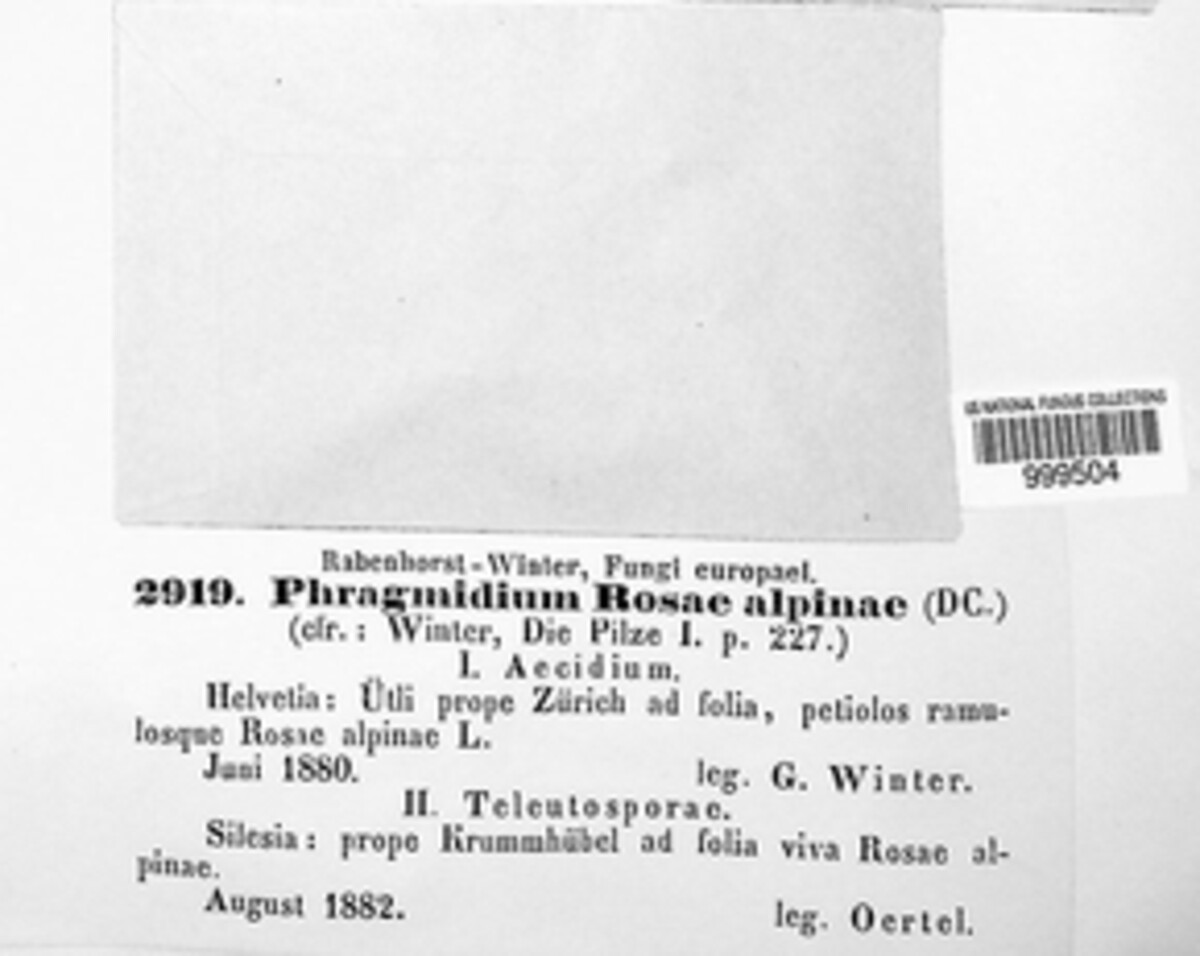 US NATIONAL FUNGUS COLLECTIONS
999504
Rabenhorst-Winter, Fungi europaei.
2919. Phragmidium Rosae alpinae (DC.)
(cfr.: Winter, Die Pilze I. p. 227.)
I. Aecidium.
Helvetia: Ütli prope Zürich ad folia, petiolos ramu-
losque Rosae alpinae L.
Juni 1880. leg. G. Winter.
II. Teleutosporae.
Silesia: prope Krummhübel ad folia viva Rosae al-
pinae.
August 1882. leg. Oertel.